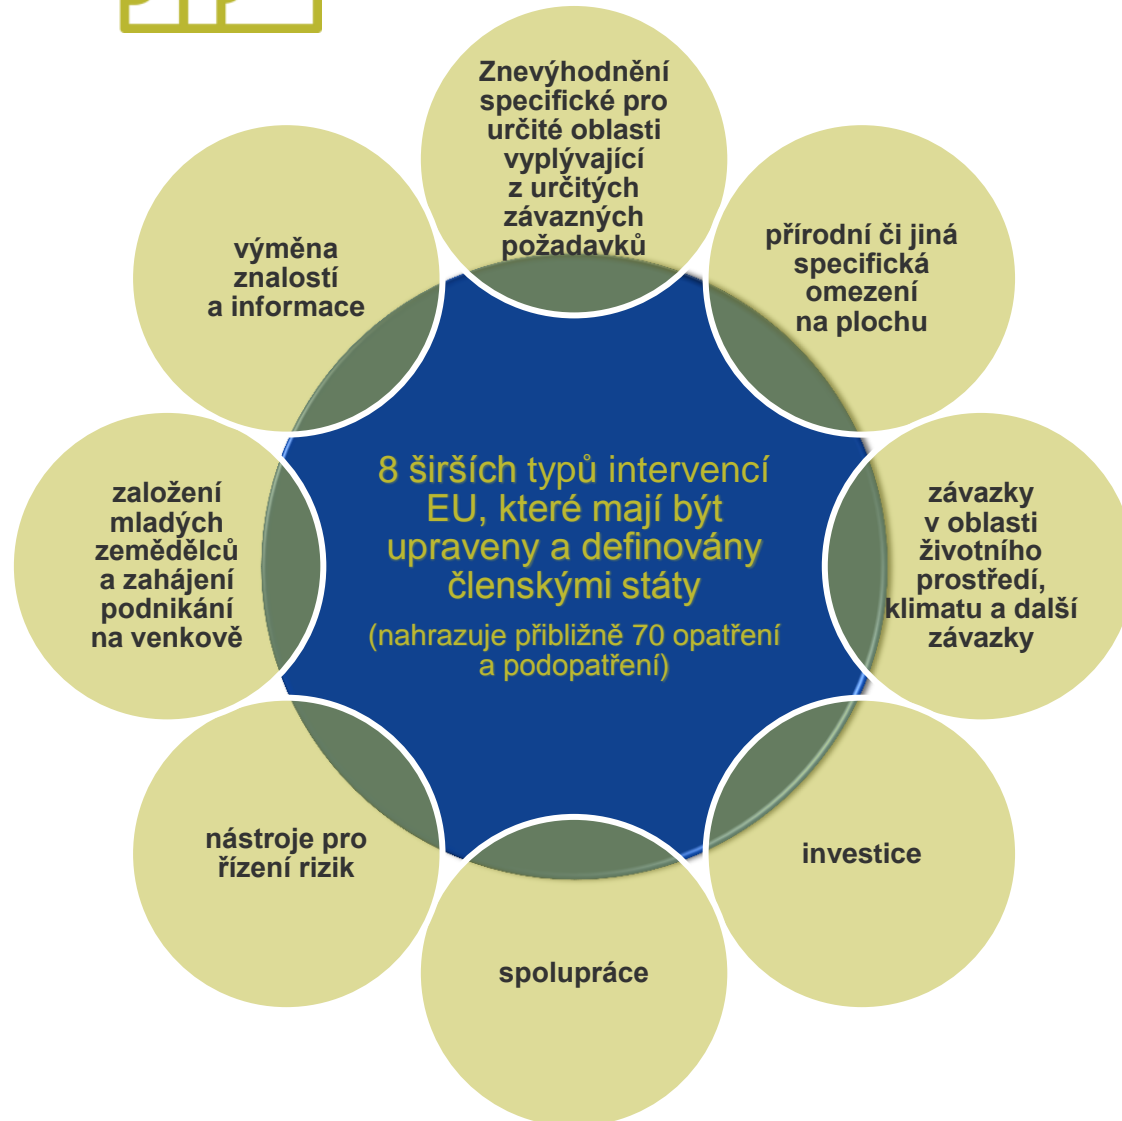 Znevýhodnění
specifické pro
určité oblasti
vyplývající
z určitých
závazných
požadavků
přírodní či jiná
specifická
omezení
na plochu
závazky
v oblasti
životního
prostředí,
klimatu a další
závazky
investice
spolupráce
nástroje pro
řízení rizik
založení
mladých
zemědělců
a zahájení
podnikání
na venkově
výměna
znalostí
a informace
8 širších typů intervencí
EU, které mají být
upraveny a definovány
členskými státy
(nahrazuje přibližně 70 opatření
a podopatření)